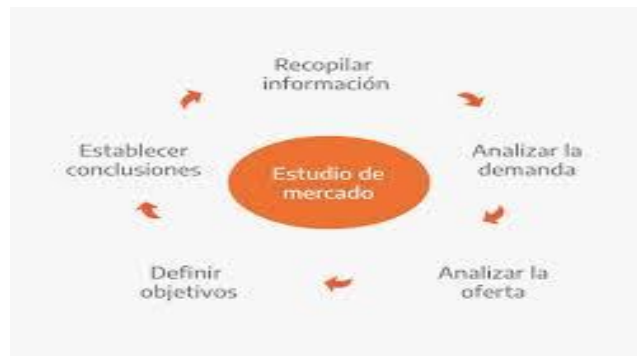 Recopilar
información
Analizar la
demanda
Analizar la
oferta
Definir
objetivos
Establecer
conclusiones
Estudio de
mercado